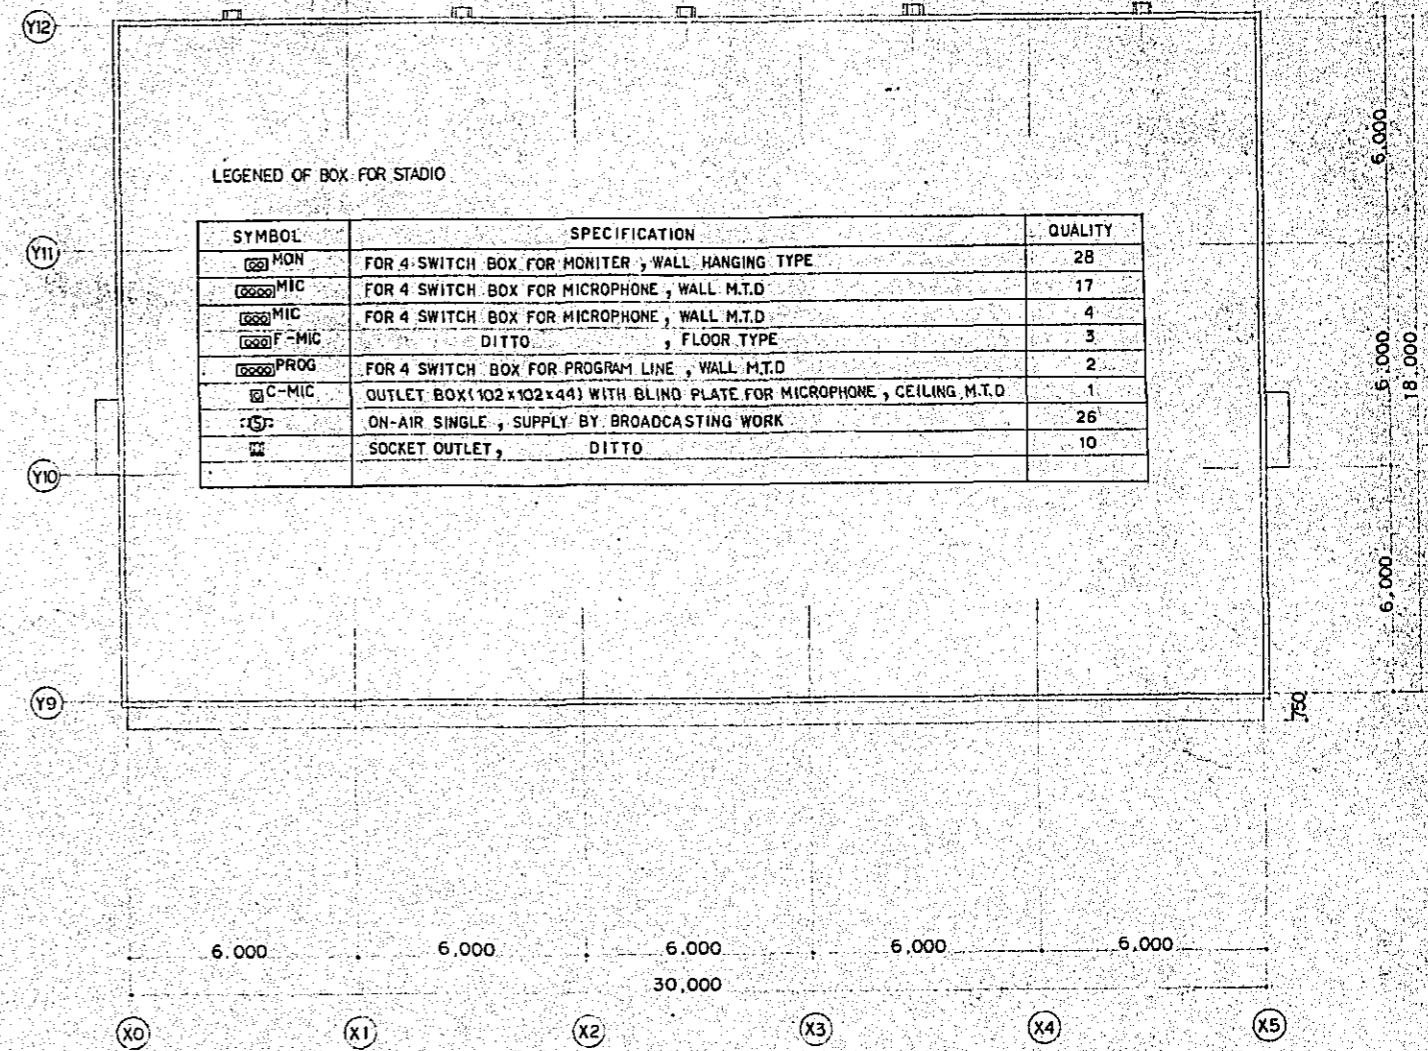 Y12
LEGENED OF BOX FOR STADIO
SYMBOL SPECIFICATION QUALITY
MON FOR 4 SWITCH BOX FOR MONITER , WALL HANGING TYPE 28
MIC FOR 4 SWITCH BOX FOR MICROPHONE , WALL M.T.D 17
MIC FOR 4 SWITCH BOX FOR MICROPHONE , WALL M.T.D 4
F-MIC DITTO , FLOOR TYPE 3
PROG FOR 4 SWITCH BOX FOR PROGRAM LINE , WALL M.T.D 2
C-MIC OUTLET BOX(102x102x44) WITH BLIND PLATE FOR MICROPHONE , CEILING M.T.D 1
S ON-AIR SINGLE , SUPPLY BY BROADCASTING WORK 26
SOCKET OUTLET, DITTO 10
Y11
Y10
Y9
6,000
6,000
18,000
6,000
750
6.000 6,000 6.000 6,000 6,000
30,000
X0 X1 X2 X3 X4 X5